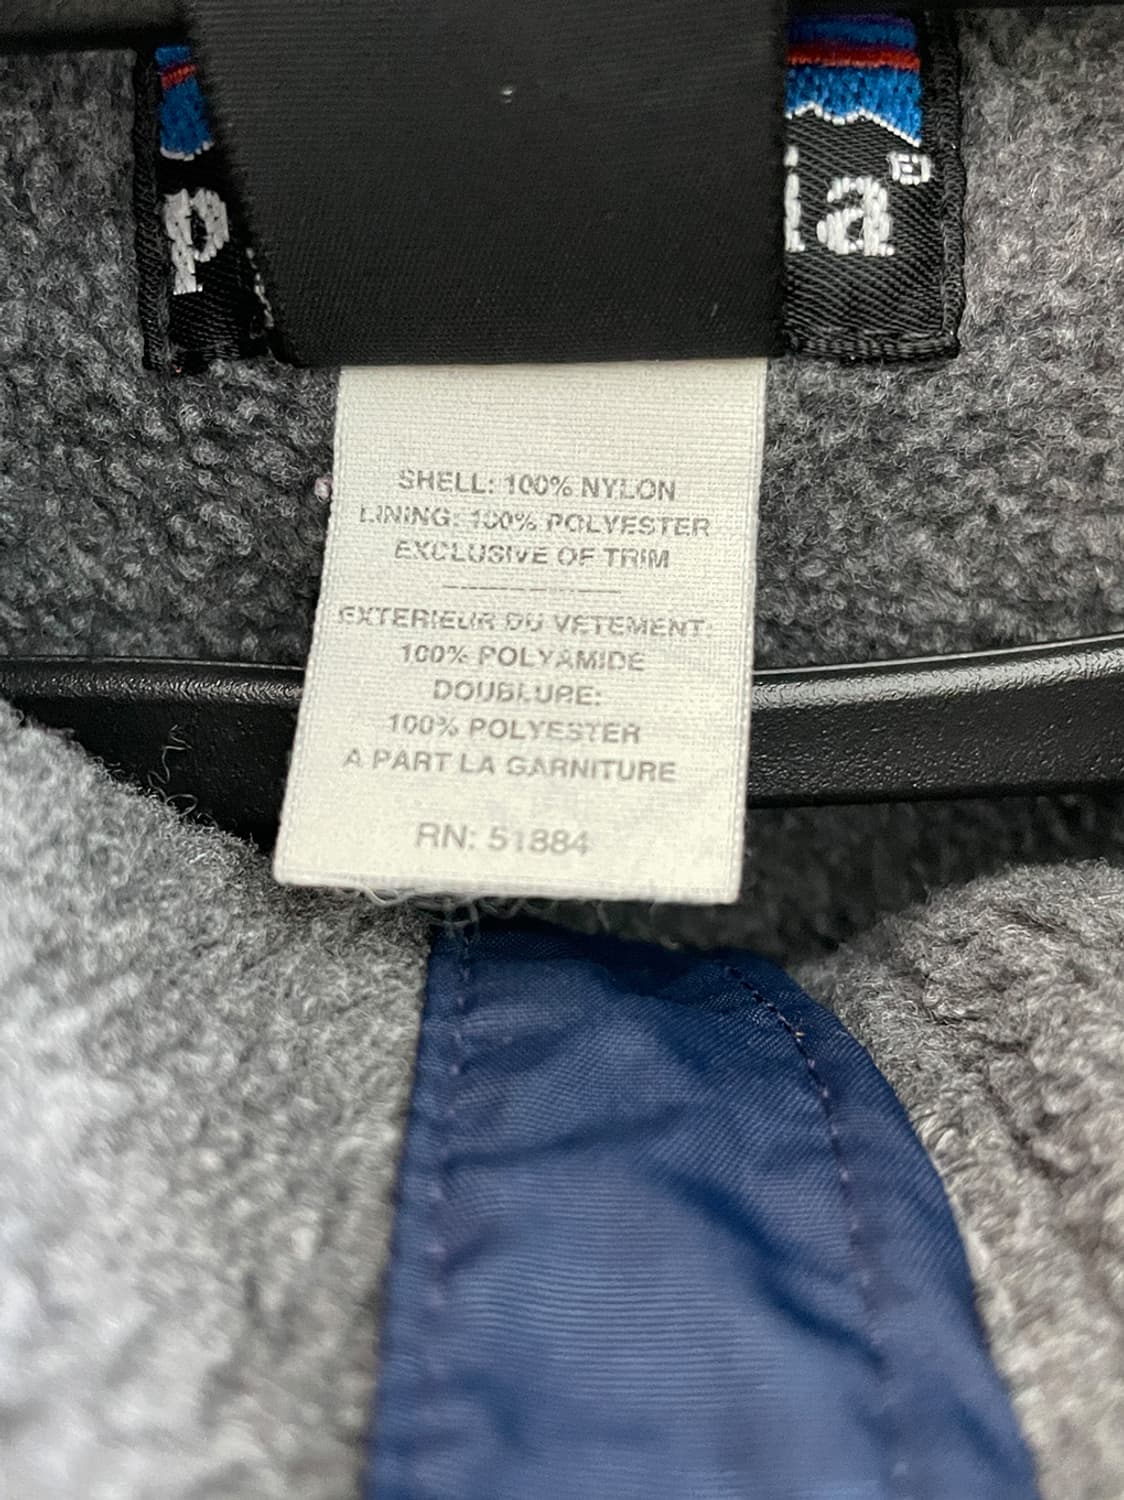 p ia®
SHELL: 100% NYLON
LINING: 100% POLYESTER
EXCLUSIVE OF TRIM
EXTERIEUR DU VETEMENT:
100% POLYAMIDE
DOUBLURE:
100% POLYESTER
A PART LA GARNITURE
RN: 51884